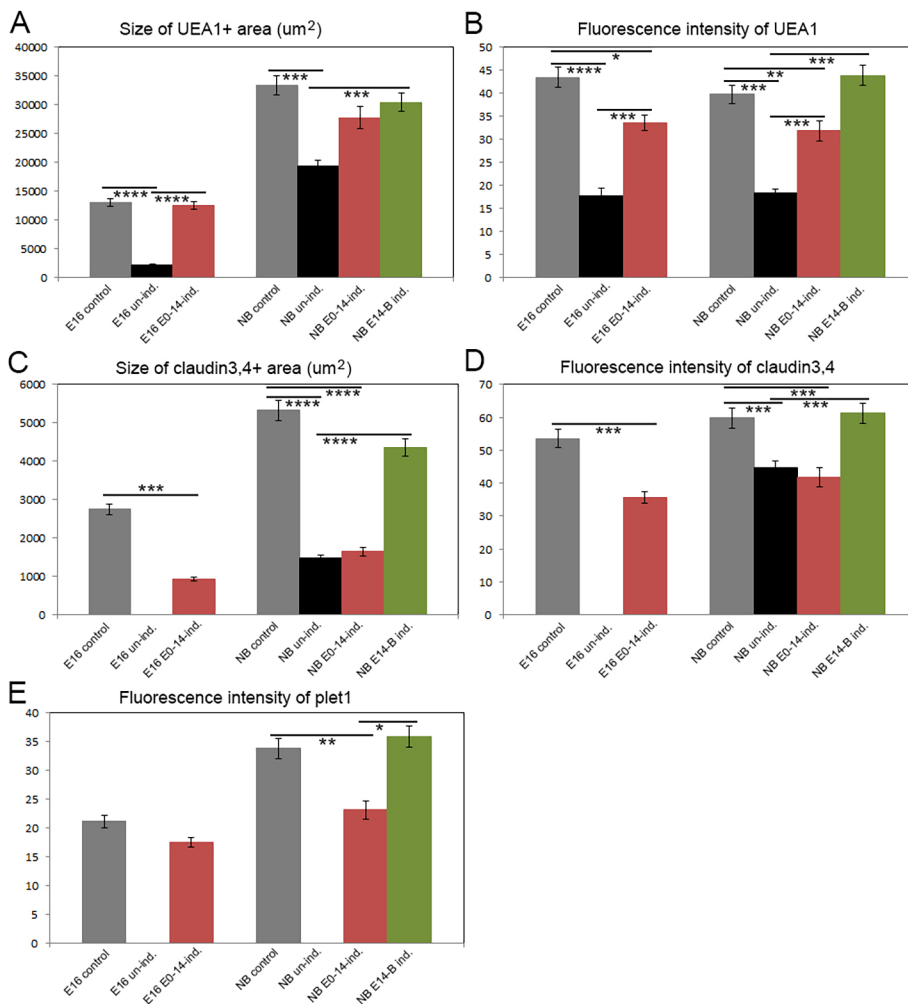 A
Size of UEA1+ area (um²)
40000
35000
30000
25000
20000
15000
10000
5000
0
***
***
**** ****
E16 control
E16 un-ind.
E16 E0-14-ind.
NB control
NB un-ind.
NB E0-14-ind.
NB E14-B ind.
B
Fluorescence intensity of UEA1
50
45
40
35
30
25
20
15
10
5
0
*
****
***
***
**
***
***
E16 control
E16 un-ind.
E16 E0-14-ind.
NB control
NB un-ind.
NB E0-14-ind.
NB E14-B ind.
C
Size of claudin3,4+ area (um²)
6000
5000
4000
3000
2000
1000
0
***
****
****
****
E16 control
E16 un-ind.
E16 E0-14-ind.
NB control
NB un-ind.
NB E0-14-ind.
NB E14-B ind.
D
Fluorescence intensity of claudin3,4
70
60
50
40
30
20
10
0
***
***
***
***
E16 control
E16 un-ind.
E16 E0-14-ind.
NB control
NB un-ind.
NB E0-14-ind.
NB E14-B ind.
E
Fluorescence intensity of plet1
40
35
30
25
20
15
10
5
0
**
*
E16 control
E16 un-ind.
E16 E0-14-ind.
NB control
NB un-ind.
NB E0-14-ind.
NB E14-B ind.